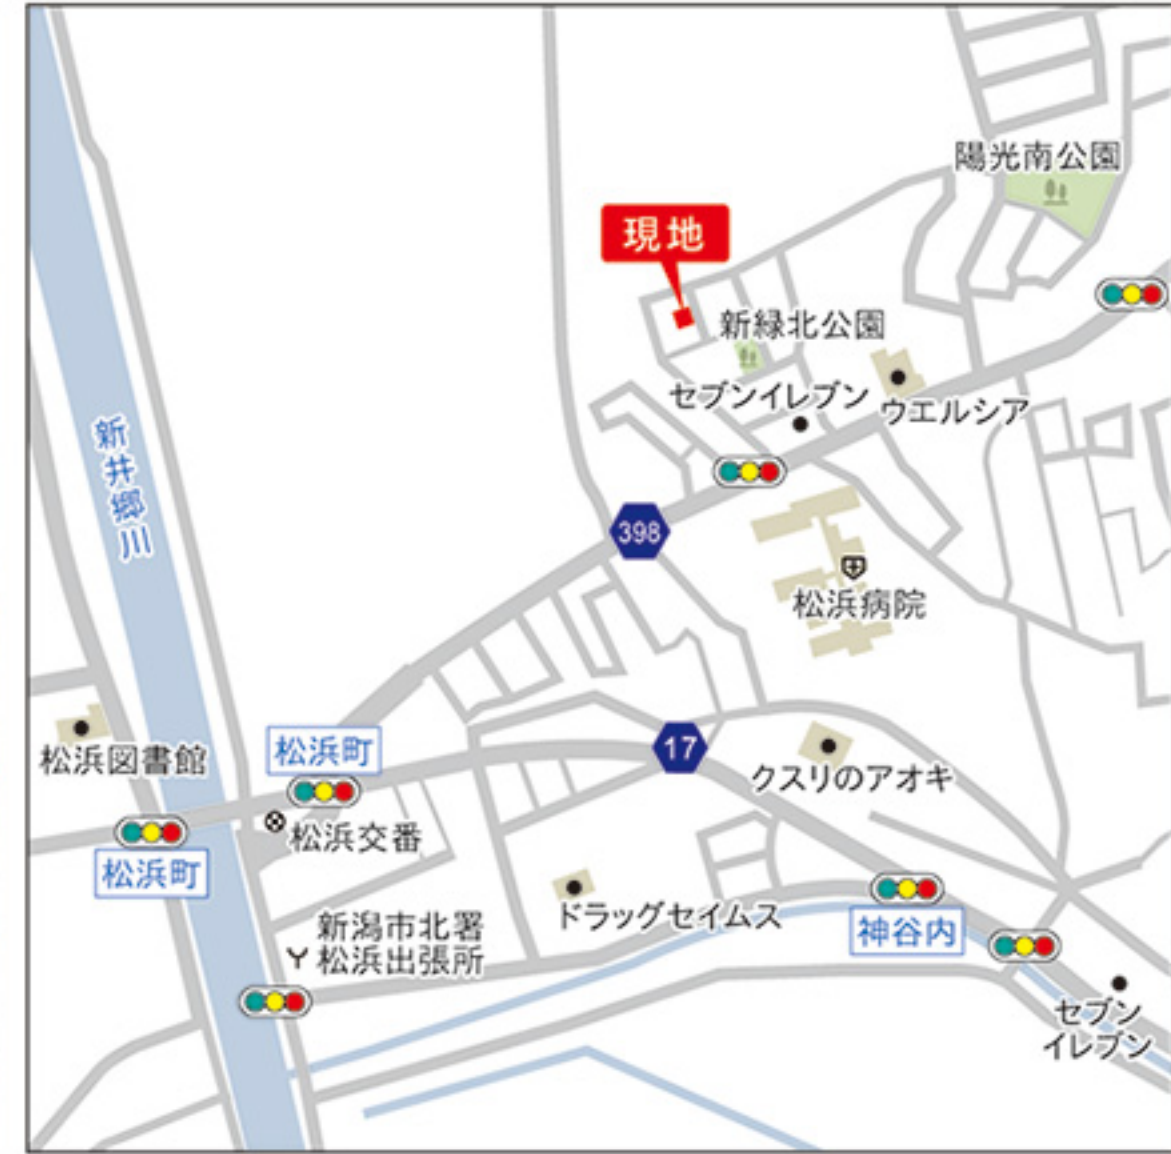 陽光南公園
現地
新緑北公園
セブンイレブン
ウエルシア
新井郷川
398
松浜病院
松浜町
17
松浜図書館
クスリのアオキ
松浜交番
松浜町
ドラッグセイムス
新潟市北署
松浜出張所
神谷内
セブン
イレブン